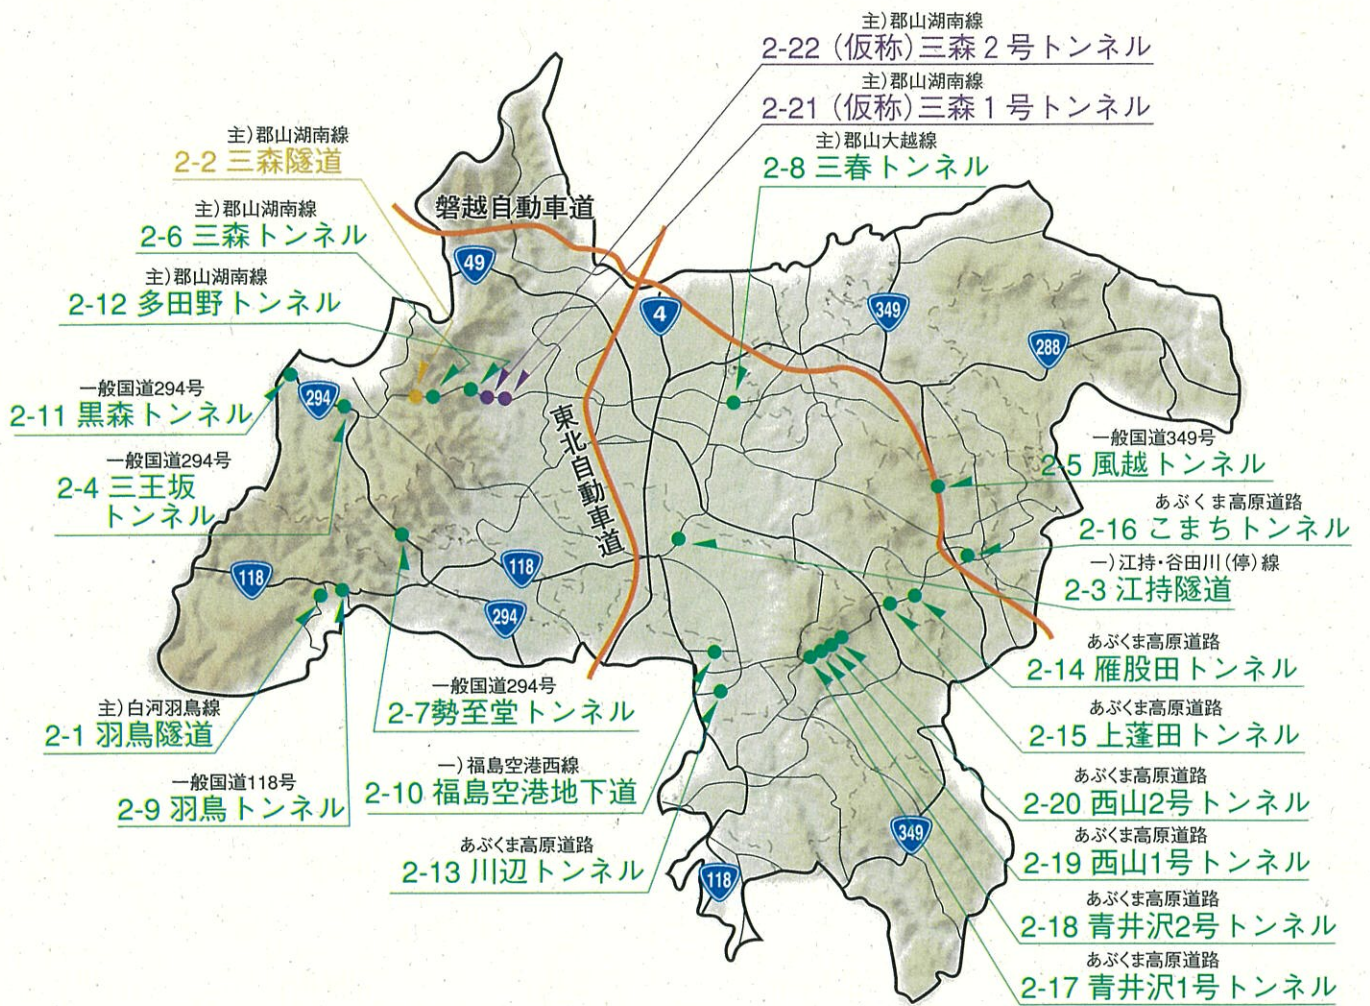 主)郡山湖南線
2-22 (仮称)三森2号トンネル
主)郡山湖南線
2-21 (仮称)三森1号トンネル
主)郡山湖南線
2-2 三森隧道
主)郡山大越線
2-8 三春トンネル
主)郡山湖南線
2-6 三森トンネル
磐越自動車道
49
主)郡山湖南線
2-12 多田野トンネル
4
349
288
一般国道294号
2-11 黒森トンネル
294
東北自動車道
一般国道294号
2-4 三王坂
トンネル
一般国道349号
2-5 風越トンネル
あぶくま高原道路
2-16 こまちトンネル
118
118
294
一)江持・谷田川(停)線
2-3 江持隧道
あぶくま高原道路
2-14 雁股田トンネル
主)白河羽鳥線
2-1 羽鳥隧道
一般国道294号
2-7勢至堂トンネル
あぶくま高原道路
2-15 上蓬田トンネル
一般国道118号
2-9 羽鳥トンネル
一)福島空港西線
2-10 福島空港地下道
あぶくま高原道路
2-20 西山2号トンネル
あぶくま高原道路
2-13 川辺トンネル
349
118
あぶくま高原道路
2-19 西山1号トンネル
あぶくま高原道路
2-18 青井沢2号トンネル
あぶくま高原道路
2-17 青井沢1号トンネル